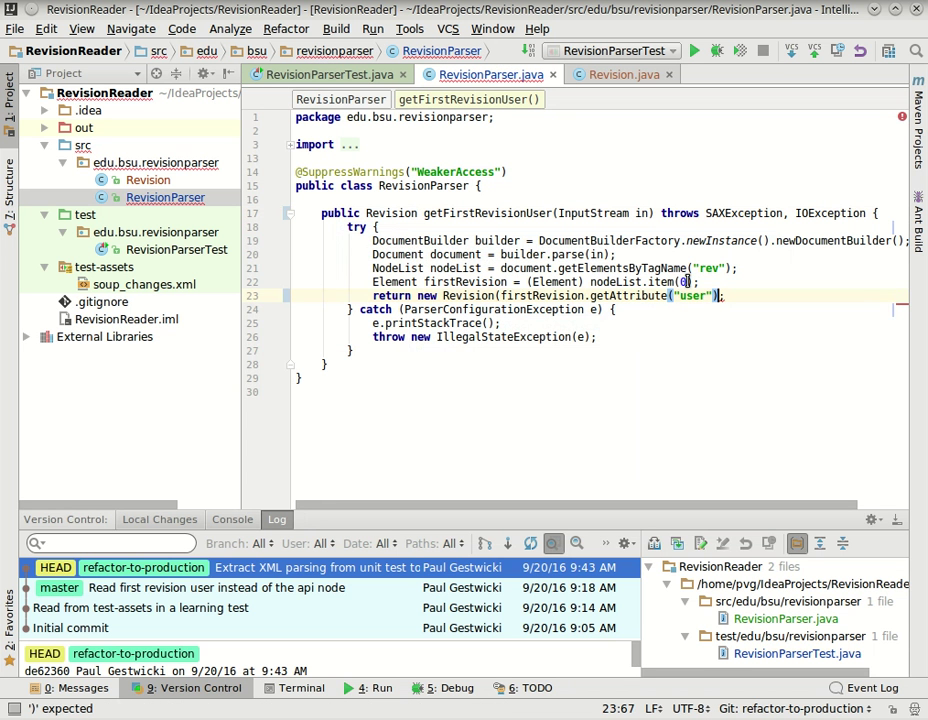 RevisionReader - [~/IdeaProjects/RevisionReader] - [RevisionReader] - ~/IdeaProjects/RevisionReader/src/edu/bsu/revisionparser/RevisionParser.java - Intelli...
File Edit View Navigate Code Analyze Refactor Build Run Tools VCS Window Help
RevisionReader src edu bsu revisionparser RevisionParser RevisionParserTest VCS VCS
Project RevisionParserTest.java RevisionParser.java Revision.java
1: Project
7: Structure
2: Favorites
Maven Projects
Ant Build
RevisionReader ~/IdeaProjects/
.idea
out
src
edu.bsu.revisionparser
Revision
RevisionParser
test
edu.bsu.revisionparser
RevisionParserTest
test-assets
soup_changes.xml
.gitignore
RevisionReader.iml
External Libraries
RevisionParser getFirstRevisionUser()
1 package edu.bsu.revisionparser;
2
3 import ...
13
14 @SuppressWarnings("WeakerAccess")
15 public class RevisionParser {
16
17 public Revision getFirstRevisionUser(InputStream in) throws SAXException, IOException {
18 try {
19 DocumentBuilder builder = DocumentBuilderFactory.newInstance().newDocumentBuilder();
20 Document document = builder.parse(in);
21 NodeList nodeList = document.getElementsByTagName("rev");
22 Element firstRevision = (Element) nodeList.item(0);
23 return new Revision(firstRevision.getAttribute("user");
24 } catch (ParserConfigurationException e) {
25 e.printStackTrace();
26 throw new IllegalStateException(e);
27 }
28 }
29 }
30
Version Control: Local Changes Console Log
Branch: All User: All Date: All Paths: All
HEAD refactor-to-production Extract XML parsing from unit test to Paul Gestwicki 9/20/16 9:43 AM
master Read first revision user instead of the api node Paul Gestwicki 9/20/16 9:18 AM
Read from test-assets in a learning test Paul Gestwicki 9/20/16 9:14 AM
Initial commit Paul Gestwicki 9/20/16 9:05 AM
HEAD refactor-to-production
de62360 Paul Gestwicki on 9/20/16 at 9:43 AM
RevisionReader 2 files
/home/pvg/IdeaProjects/RevisionReade
src/edu/bsu/revisionparser 1 file
RevisionParser.java
test/edu/bsu/revisionparser 1 file
RevisionParserTest.java
0: Messages 9: Version Control Terminal 4: Run 5: Debug 6: TODO Event Log
')' expected 23:67 LF UTF-8 Git: refactor-to-production